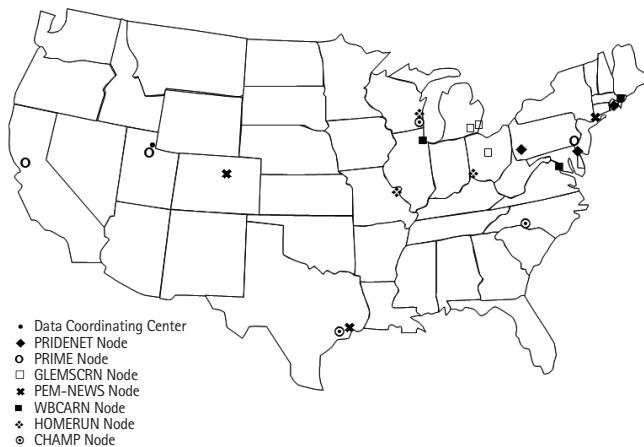 Data Coordinating Center
PRIDENET Node
PRIME Node
GLEMSCRN Node
PEM-NEWS Node
WBCARN Node
HOMERUN Node
CHAMP Node